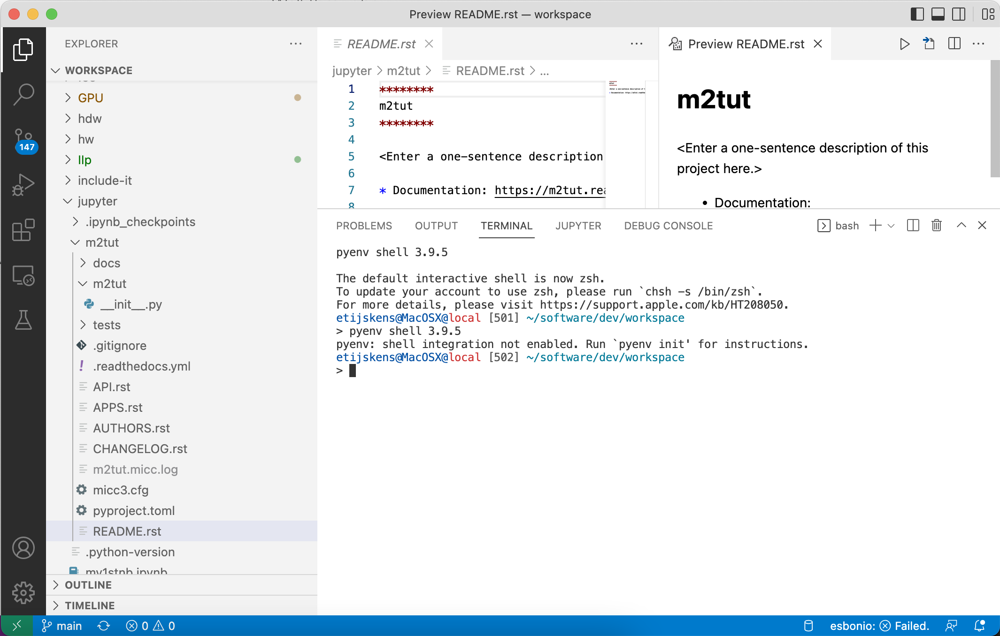 Preview README.rst — workspace
EXPLORER
WORKSPACE
GPU
hdw
hw
llp
include-it
jupyter
.ipynb_checkpoints
m2tut
docs
m2tut
__init__.py
tests
.gitignore
.readthedocs.yml
API.rst
APPS.rst
AUTHORS.rst
CHANGELOG.rst
m2tut.micc.log
micc3.cfg
pyproject.toml
README.rst
.python-version
my1stnb.ipynb
OUTLINE
TIMELINE
147
README.rst
jupyter > m2tut > README.rst > ...
1 ********
2 m2tut
3 ********
4
5 <Enter a one-sentence description
6
7 * Documentation: https://m2tut.rea
8
Preview README.rst
m2tut
<Enter a one-sentence description of this
project here.>
• Documentation:
PROBLEMS OUTPUT TERMINAL JUPYTER DEBUG CONSOLE
bash
pyenv shell 3.9.5
The default interactive shell is now zsh.
To update your account to use zsh, please run `chsh -s /bin/zsh`.
For more details, please visit https://support.apple.com/kb/HT208050.
etijskens@MacOSX@local [501] ~/software/dev/workspace
> pyenv shell 3.9.5
pyenv: shell integration not enabled. Run `pyenv init' for instructions.
etijskens@MacOSX@local [502] ~/software/dev/workspace
>
main 0 0
esbonio: Failed.